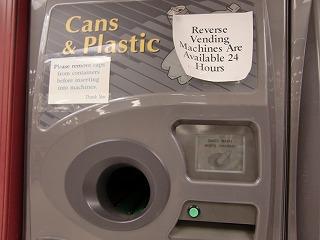 Cans
& Plastic
Reverse
Vending
Machines Are
Available 24
Hours
Please remove caps
from containers
before inserting
into machines.
Thank You